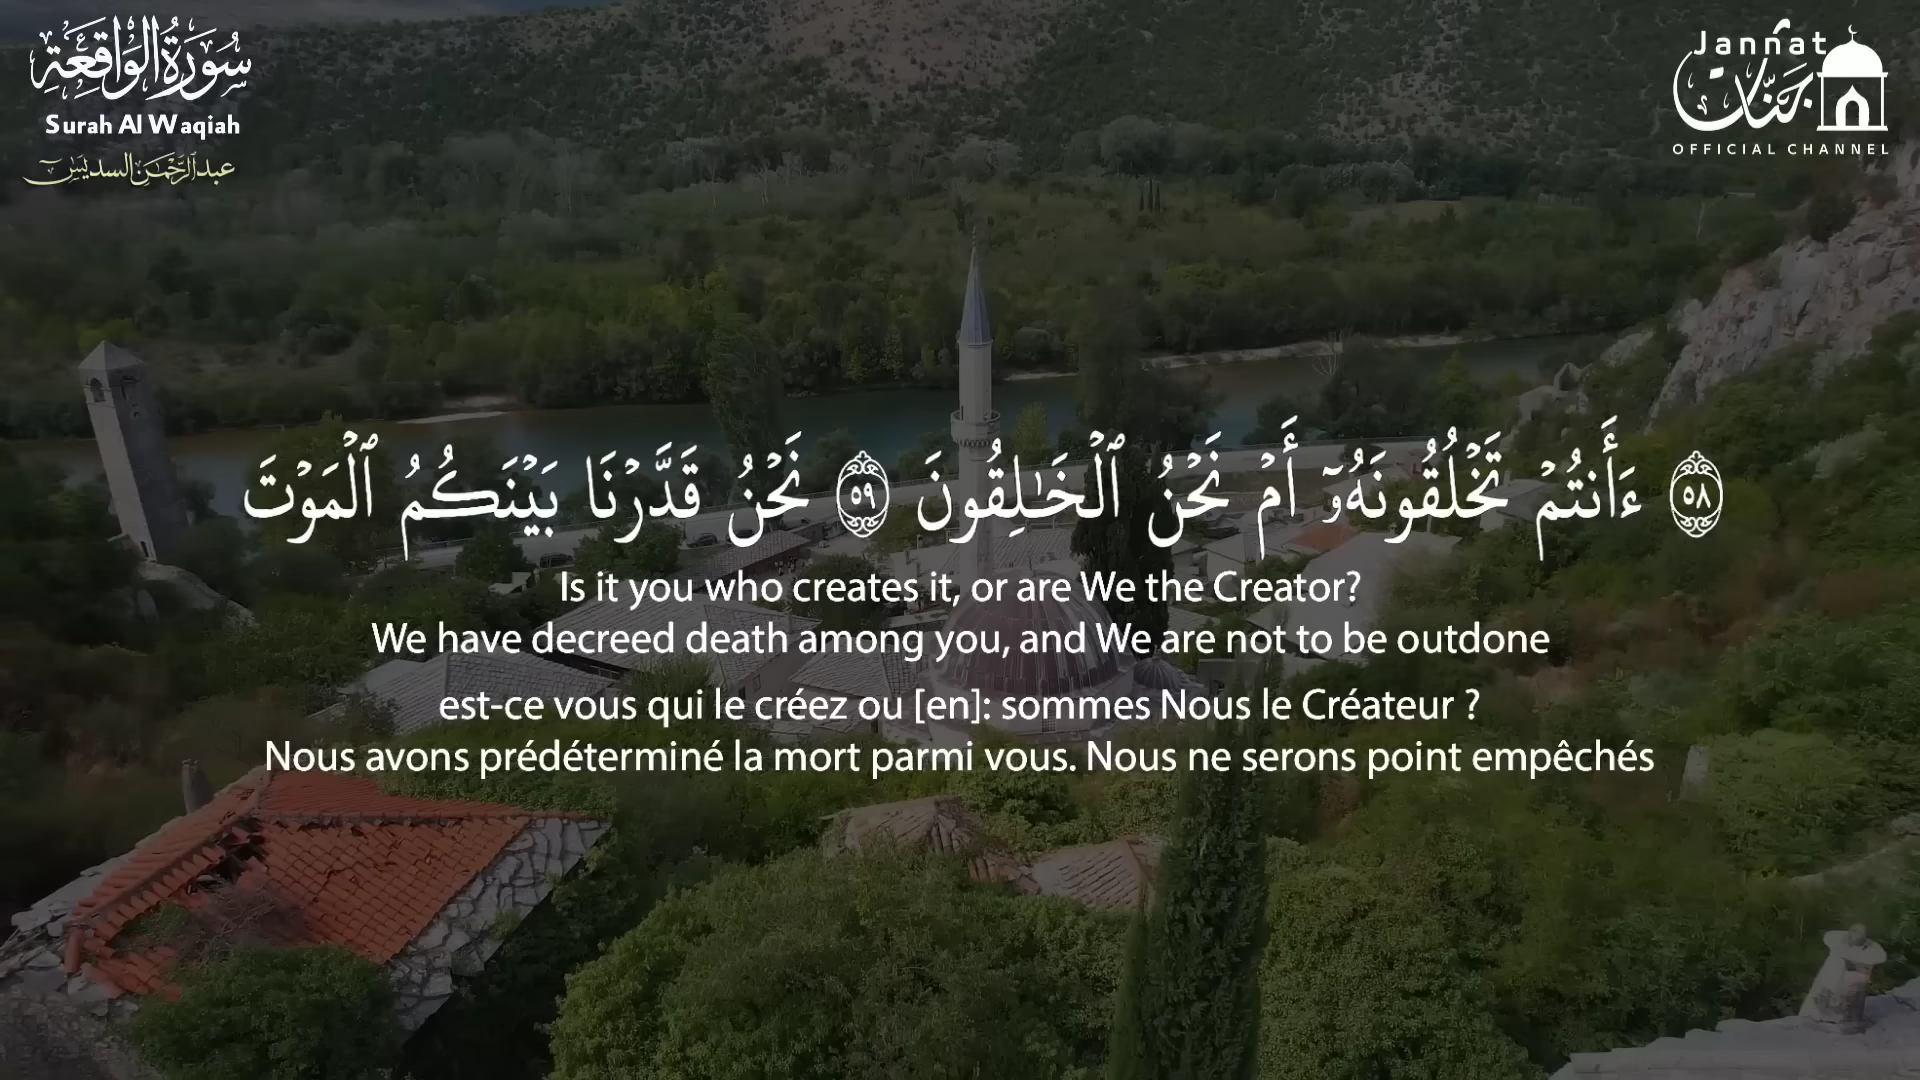 سُورَةُ الْوَاقِعَةِ
Surah Al Waqiah
عبد الرحمن السديس
Jannat
جَنَّات
OFFICIAL CHANNEL
٥٨ ءَأَنتُمۡ تَخۡلُقُونَهُۥٓ أَمۡ نَحۡنُ ٱلۡخَٰلِقُونَ ٥٩ نَحۡنُ قَدَّرۡنَا بَيۡنَكُمُ ٱلۡمَوۡتَ
Is it you who creates it, or are We the Creator?
We have decreed death among you, and We are not to be outdone
est-ce vous qui le créez ou [en]: sommes Nous le Créateur ?
Nous avons prédéterminé la mort parmi vous. Nous ne serons point empêchés